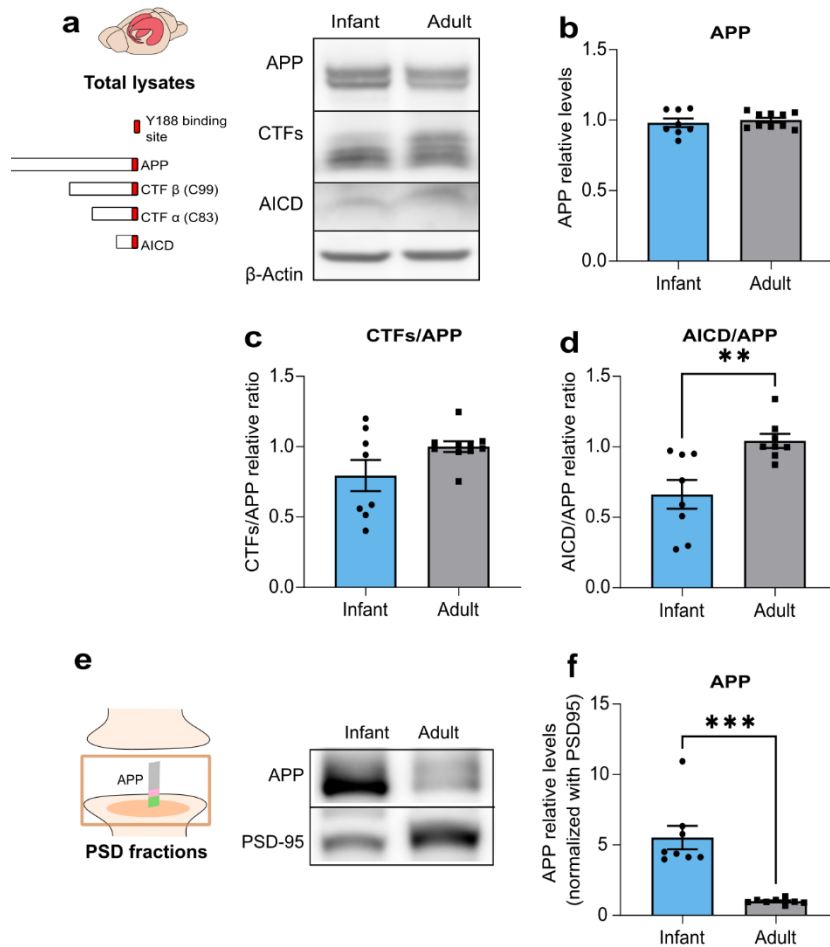 a
Total lysates
Y188 binding
site
APP
CTF β (C99)
CTF α (C83)
AICD
Infant Adult
APP
CTFs
AICD
β-Actin
b
APP
APP relative levels
1.5
1.0
0.5
0.0
Infant Adult
c
CTFs/APP
CTFs/APP relative ratio
1.5
1.0
0.5
0.0
Infant Adult
d
AICD/APP
**
AICD/APP relative ratio
1.5
1.0
0.5
0.0
Infant Adult
e
APP
PSD fractions
Infant Adult
APP
PSD-95
f
APP
***
APP relative levels
(normalized with PSD95)
15
10
5
0
Infant Adult